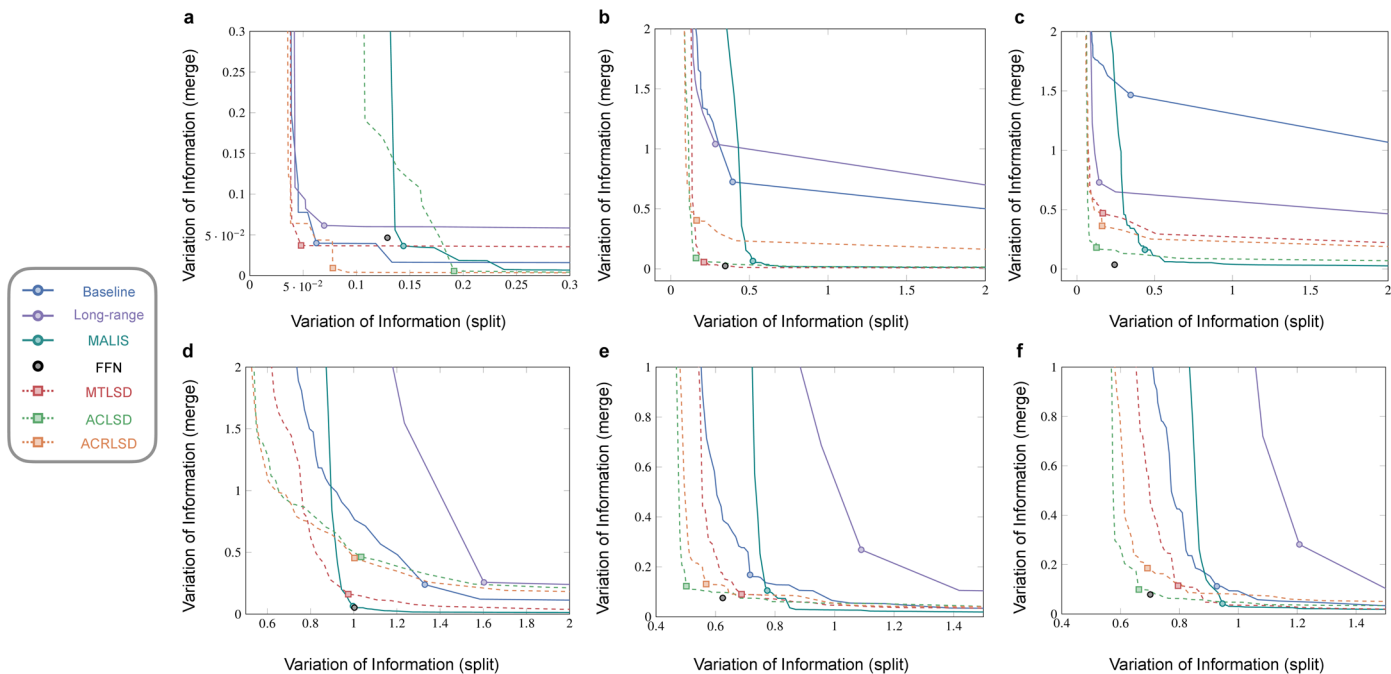 Baseline
Long-range
MALIS
FFN
MTLSD
ACLSD
ACRLSD
a
Variation of Information (merge)
0.3
0.25
0.2
0.15
0.1
5 · 10⁻²
0
0 5 · 10⁻² 0.1 0.15 0.2 0.25 0.3
Variation of Information (split)
b
Variation of Information (merge)
2
1.5
1
0.5
0
0 0.5 1 1.5 2
Variation of Information (split)
c
Variation of Information (merge)
2
1.5
1
0.5
0
0 0.5 1 1.5 2
Variation of Information (split)
d
Variation of Information (merge)
2
1.5
1
0.5
0
0.6 0.8 1 1.2 1.4 1.6 1.8 2
Variation of Information (split)
e
Variation of Information (merge)
1
0.8
0.6
0.4
0.2
0
0.4 0.6 0.8 1 1.2 1.4
Variation of Information (split)
f
Variation of Information (merge)
1
0.8
0.6
0.4
0.2
0
0.4 0.6 0.8 1 1.2 1.4
Variation of Information (split)